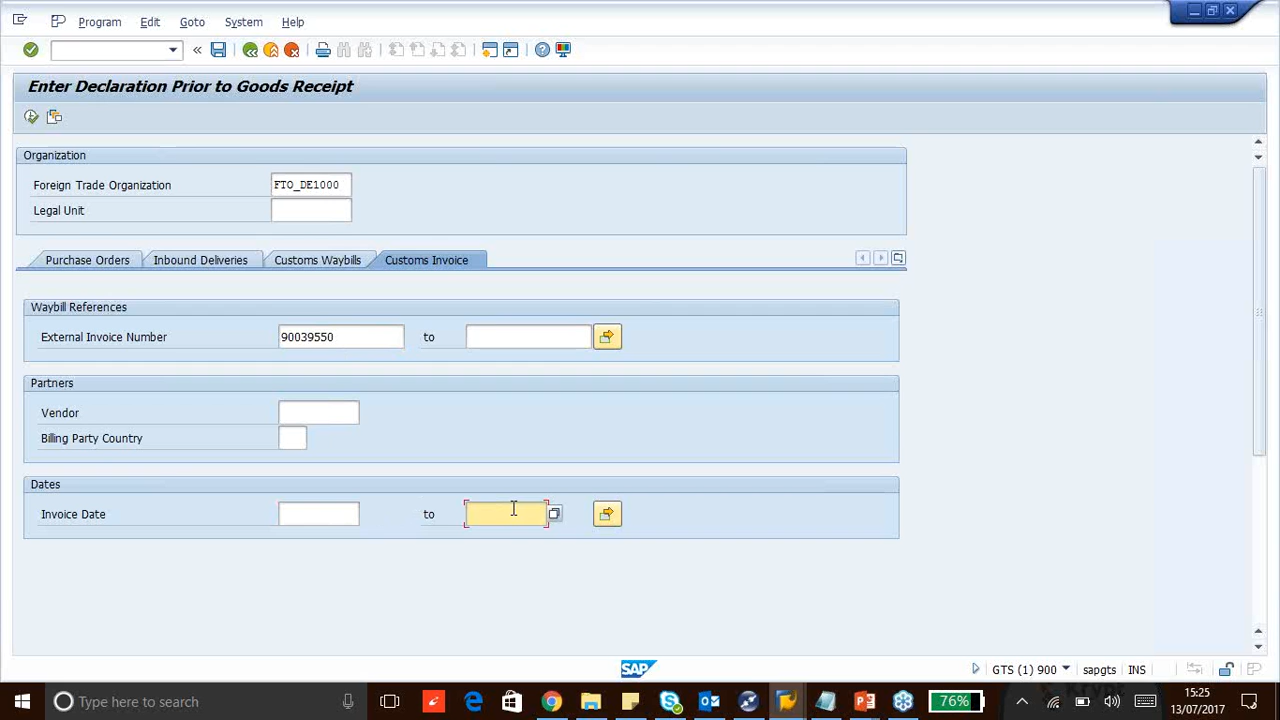 Program Edit Goto System Help
Enter Declaration Prior to Goods Receipt
Organization
Foreign Trade Organization FTO_DE1000
Legal Unit
Purchase Orders Inbound Deliveries Customs Waybills Customs Invoice
Waybill References
External Invoice Number 90039550 to
Partners
Vendor
Billing Party Country
Dates
Invoice Date to
SAP
GTS (1) 900 sapgts INS
Type here to search 76% 15:25
13/07/2017